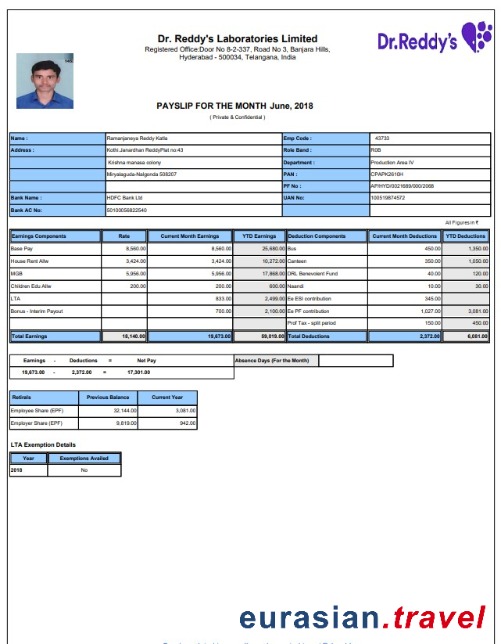 Dr. Reddy's Laboratories Limited
Registered Office:Door No 8-2-337, Road No 3, Banjara Hills,
Hyderabad - 500034, Telangana, India
Dr.Reddy's
PAYSLIP FOR THE MONTH June, 2018
( Private & Confidential )
Name : Ramanjaneya Reddy Katla Emp Code : 43733
Address : Kothi Janardhan ReddyPlet no:43 Role Band : R0B
Krishna manasa colony Department : Production Area IV
Miryalaguda-Nalgonda 508207 PAN : CPAPK2616H
PF No : AP/HYD/0021689/000/2068
Bank Name : HDFC Bank Ltd UAN No: 100519874572
Bank AC No: 50100058822540
All Figures in ₹
Earnings Components Rate Current Month Earnings YTD Earnings Deduction Components Current Month Deductions YTD Deductions
Base Pay 8,560.00 8,560.00 25,680.00 Bus 450.00 1,350.00
House Rent Allw 3,424.00 3,424.00 10,272.00 Canteen 350.00 1,050.00
MGB 5,956.00 5,956.00 17,868.00 DRL Benevolent Fund 40.00 120.00
Children Edu Allw 200.00 200.00 600.00 Naandi 10.00 30.00
LTA 833.00 2,499.00 Ee ESI contribution 345.00
Bonus - Interim Payout 700.00 2,100.00 Ee PF contribution 1,027.00 3,081.00
Prof Tax - split period 150.00 450.00
Total Earnings 18,140.00 19,673.00 59,019.00 Total Deductions 2,372.00 6,081.00
Earnings - Deductions = Net Pay Absence Days (For the Month)
19,673.00 - 2,372.00 = 17,301.00
Retirals Previous Balance Current Year
Employee Share (EPF) 32,144.00 3,081.00
Employer Share (EPF) 9,819.00 942.00
LTA Exemption Details
Year Exemptions Availed
2018 No
eurasian.travel